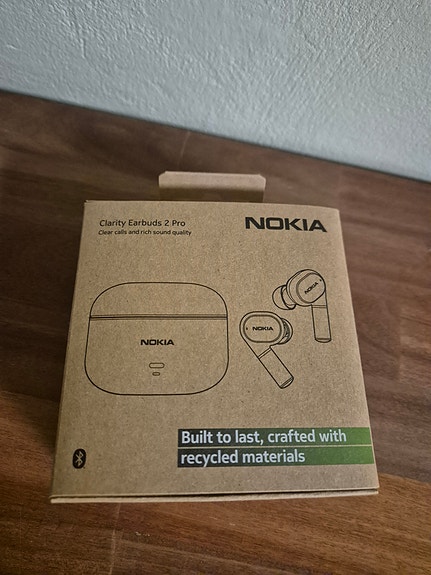 Clarity Earbuds 2 Pro
Clear calls and rich sound quality
NOKIA
NOKIA
NOKIA
Built to last, crafted with
recycled materials